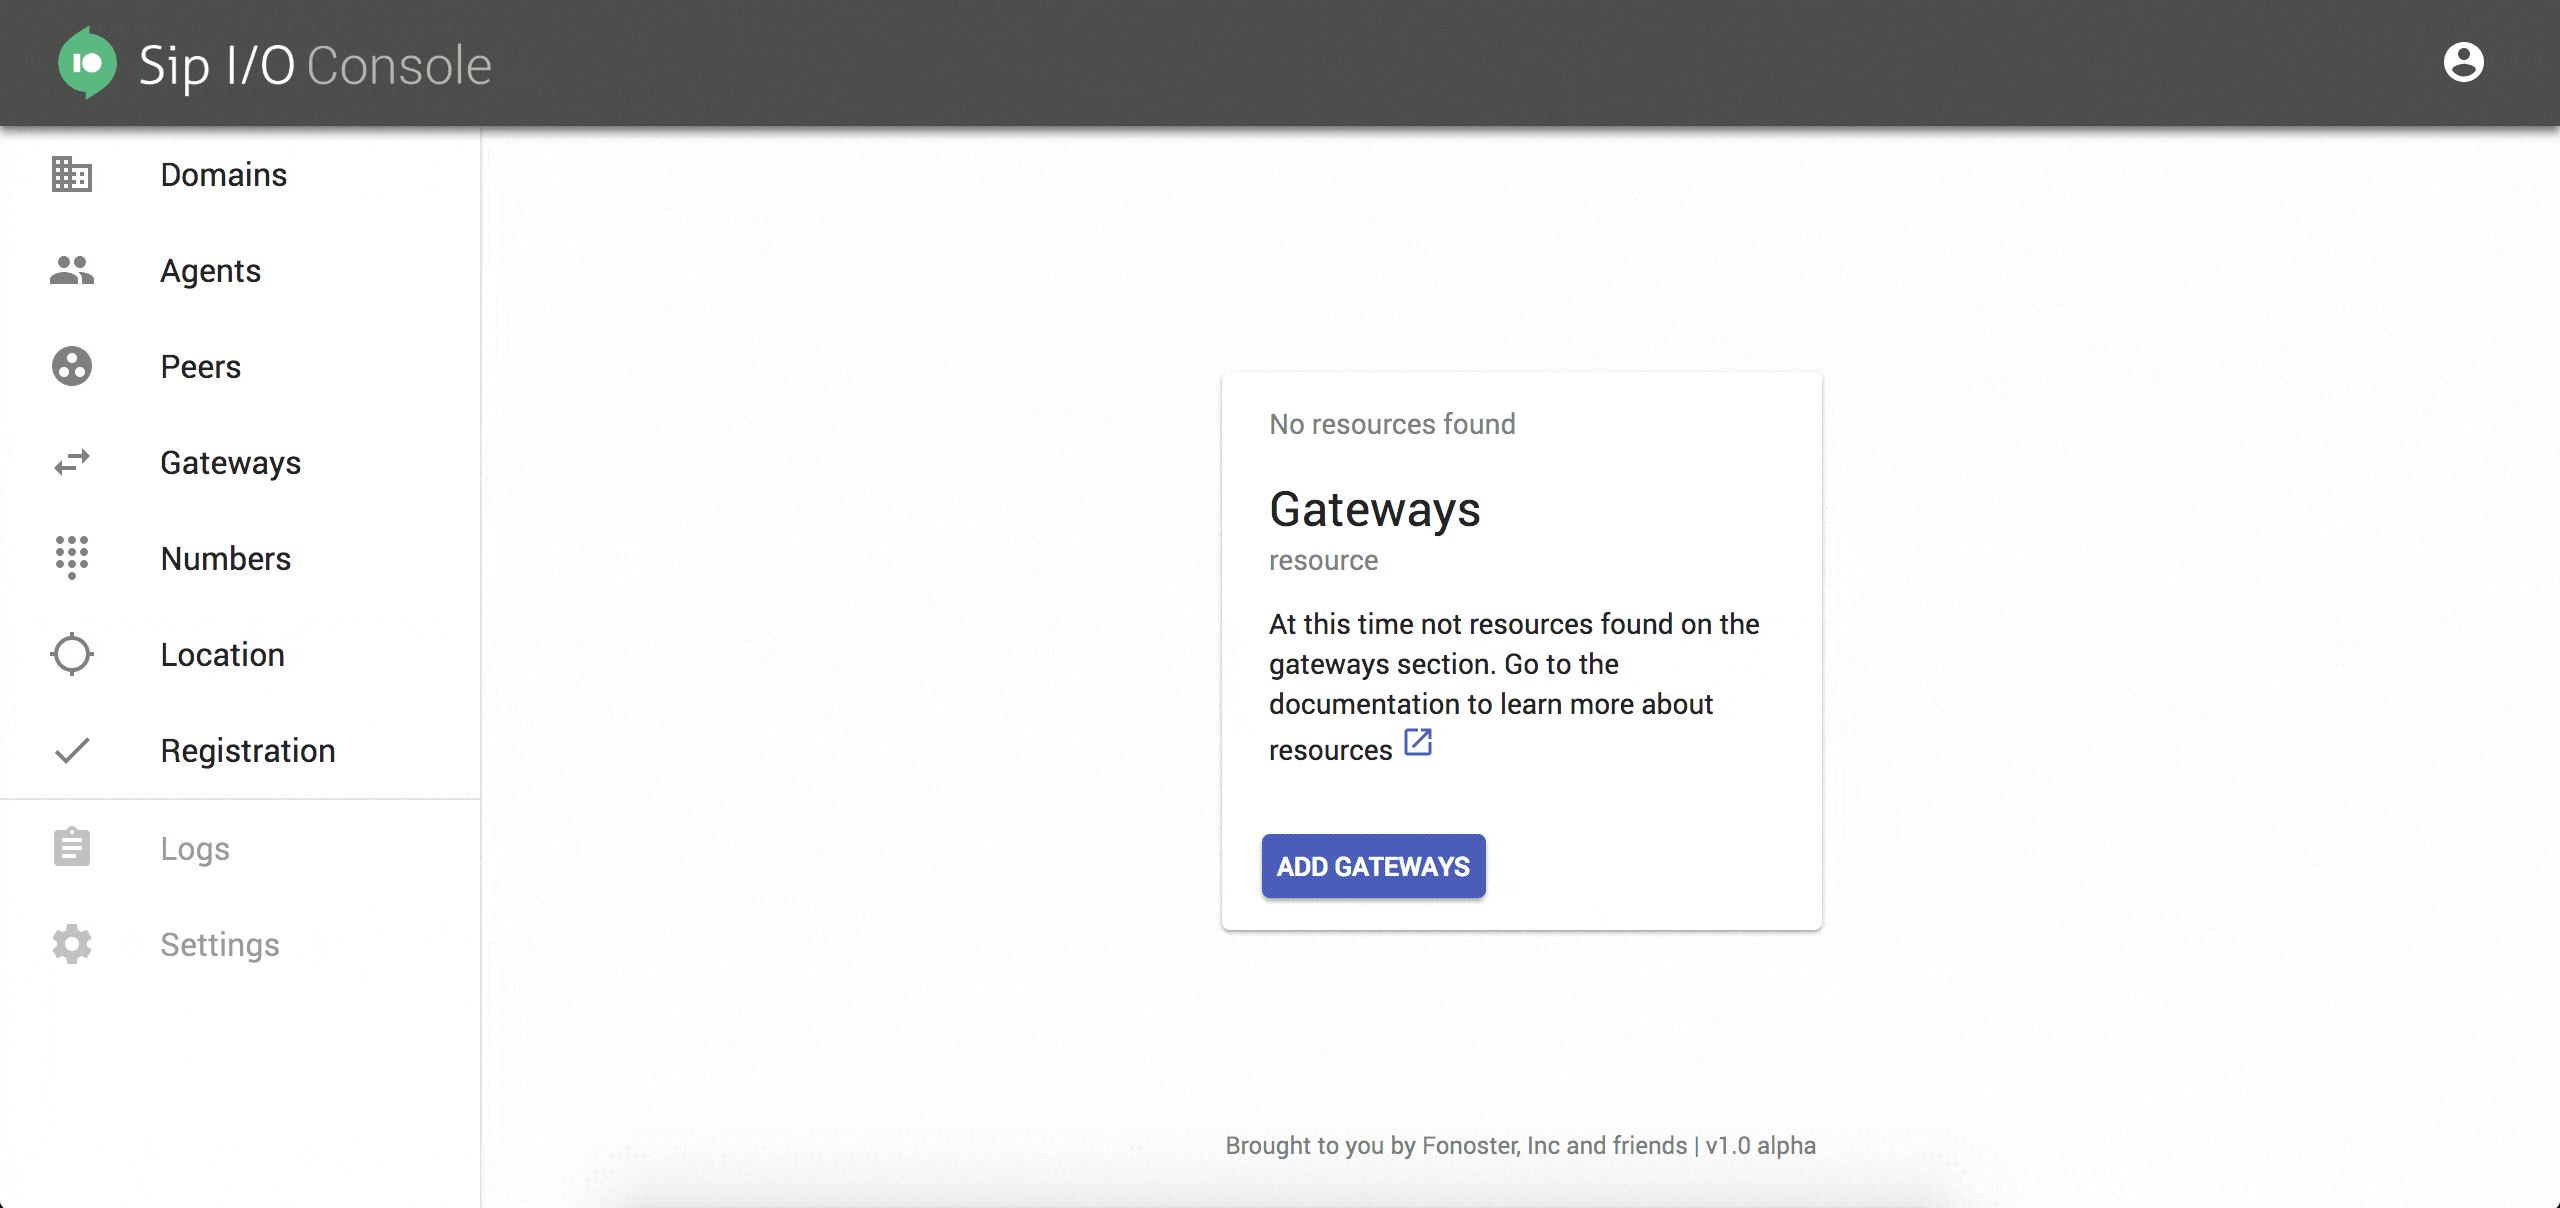 IO Sip I/O Console
Domains
Agents
Peers
Gateways
Numbers
Location
Registration
Logs
Settings
No resources found
Gateways
resource
At this time not resources found on the
gateways section. Go to the
documentation to learn more about
resources
ADD GATEWAYS
Brought to you by Fonoster, Inc and friends | v1.0 alpha